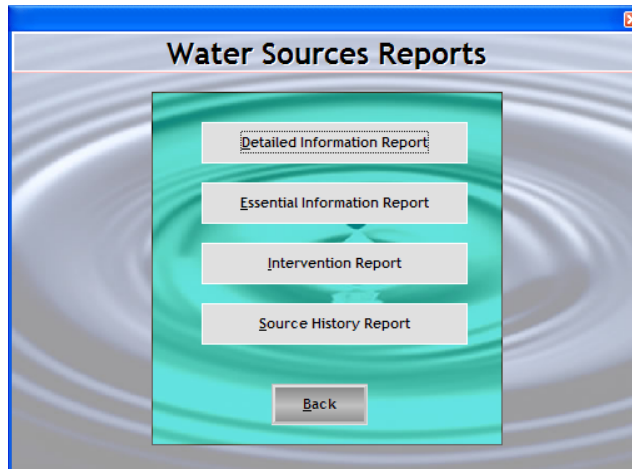 Water Sources Reports
Detailed Information Report
Essential Information Report
Intervention Report
Source History Report
Back